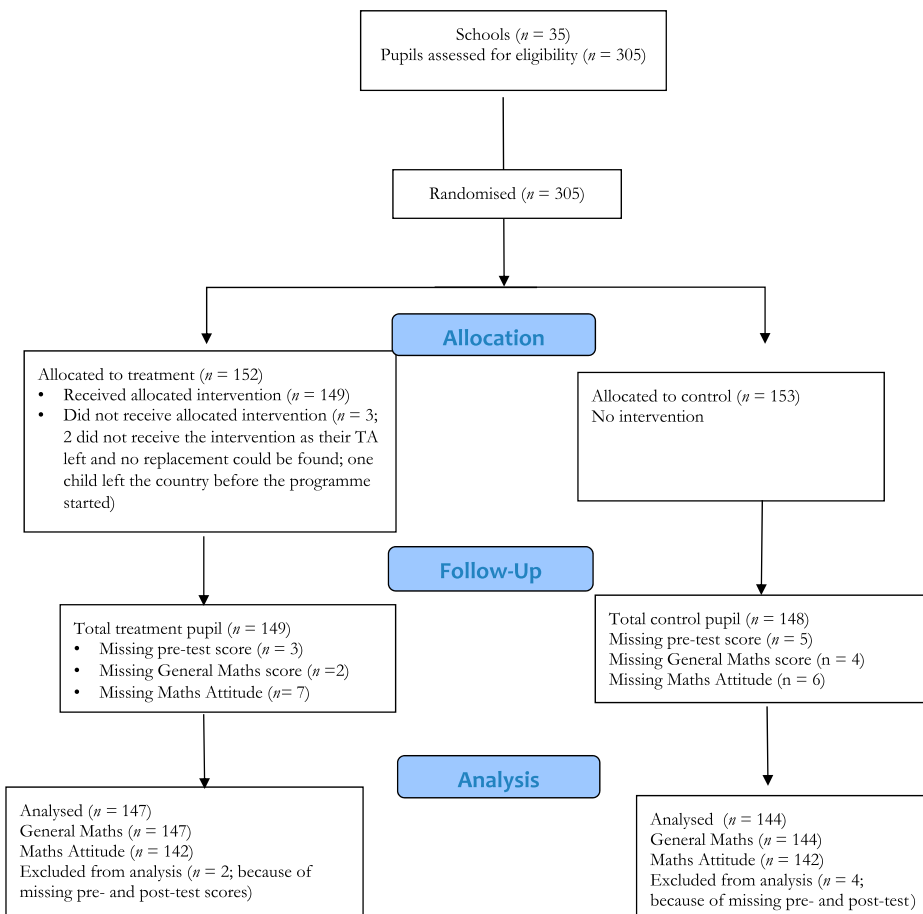 Schools (n = 35)
Pupils assessed for eligibility (n = 305)
Randomised (n = 305)
Allocation
Allocated to treatment (n = 152)
• Received allocated intervention (n = 149)
• Did not receive allocated intervention (n = 3;
2 did not receive the intervention as their TA
left and no replacement could be found; one
child left the country before the programme
started)
Allocated to control (n = 153)
No intervention
Follow-Up
Total treatment pupil (n = 149)
• Missing pre-test score (n = 3)
• Missing General Maths score (n =2)
• Missing Maths Attitude (n= 7)
Total control pupil (n = 148)
Missing pre-test score (n = 5)
Missing General Maths score (n = 4)
Missing Maths Attitude (n = 6)
Analysis
Analysed (n = 147)
General Maths (n = 147)
Maths Attitude (n = 142)
Excluded from analysis (n = 2; because of
missing pre- and post-test scores)
Analysed (n = 144)
General Maths (n = 144)
Maths Attitude (n = 142)
Excluded from analysis (n = 4;
because of missing pre- and post-test)